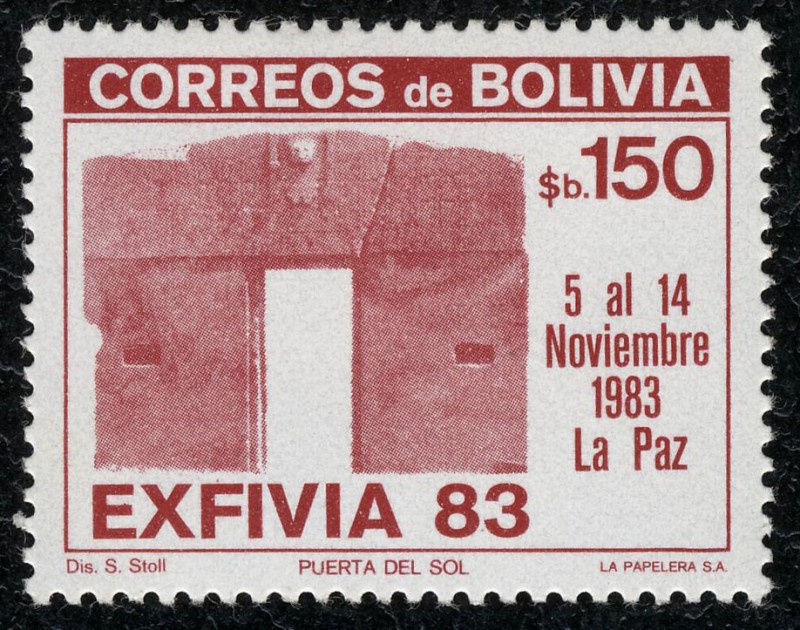 CORREOS de BOLIVIA
$b.150
5 al 14
Noviembre
1983
La Paz
EXFIVIA 83
Dis. S. Stoll
PUERTA DEL SOL
LA PAPELERA S.A.